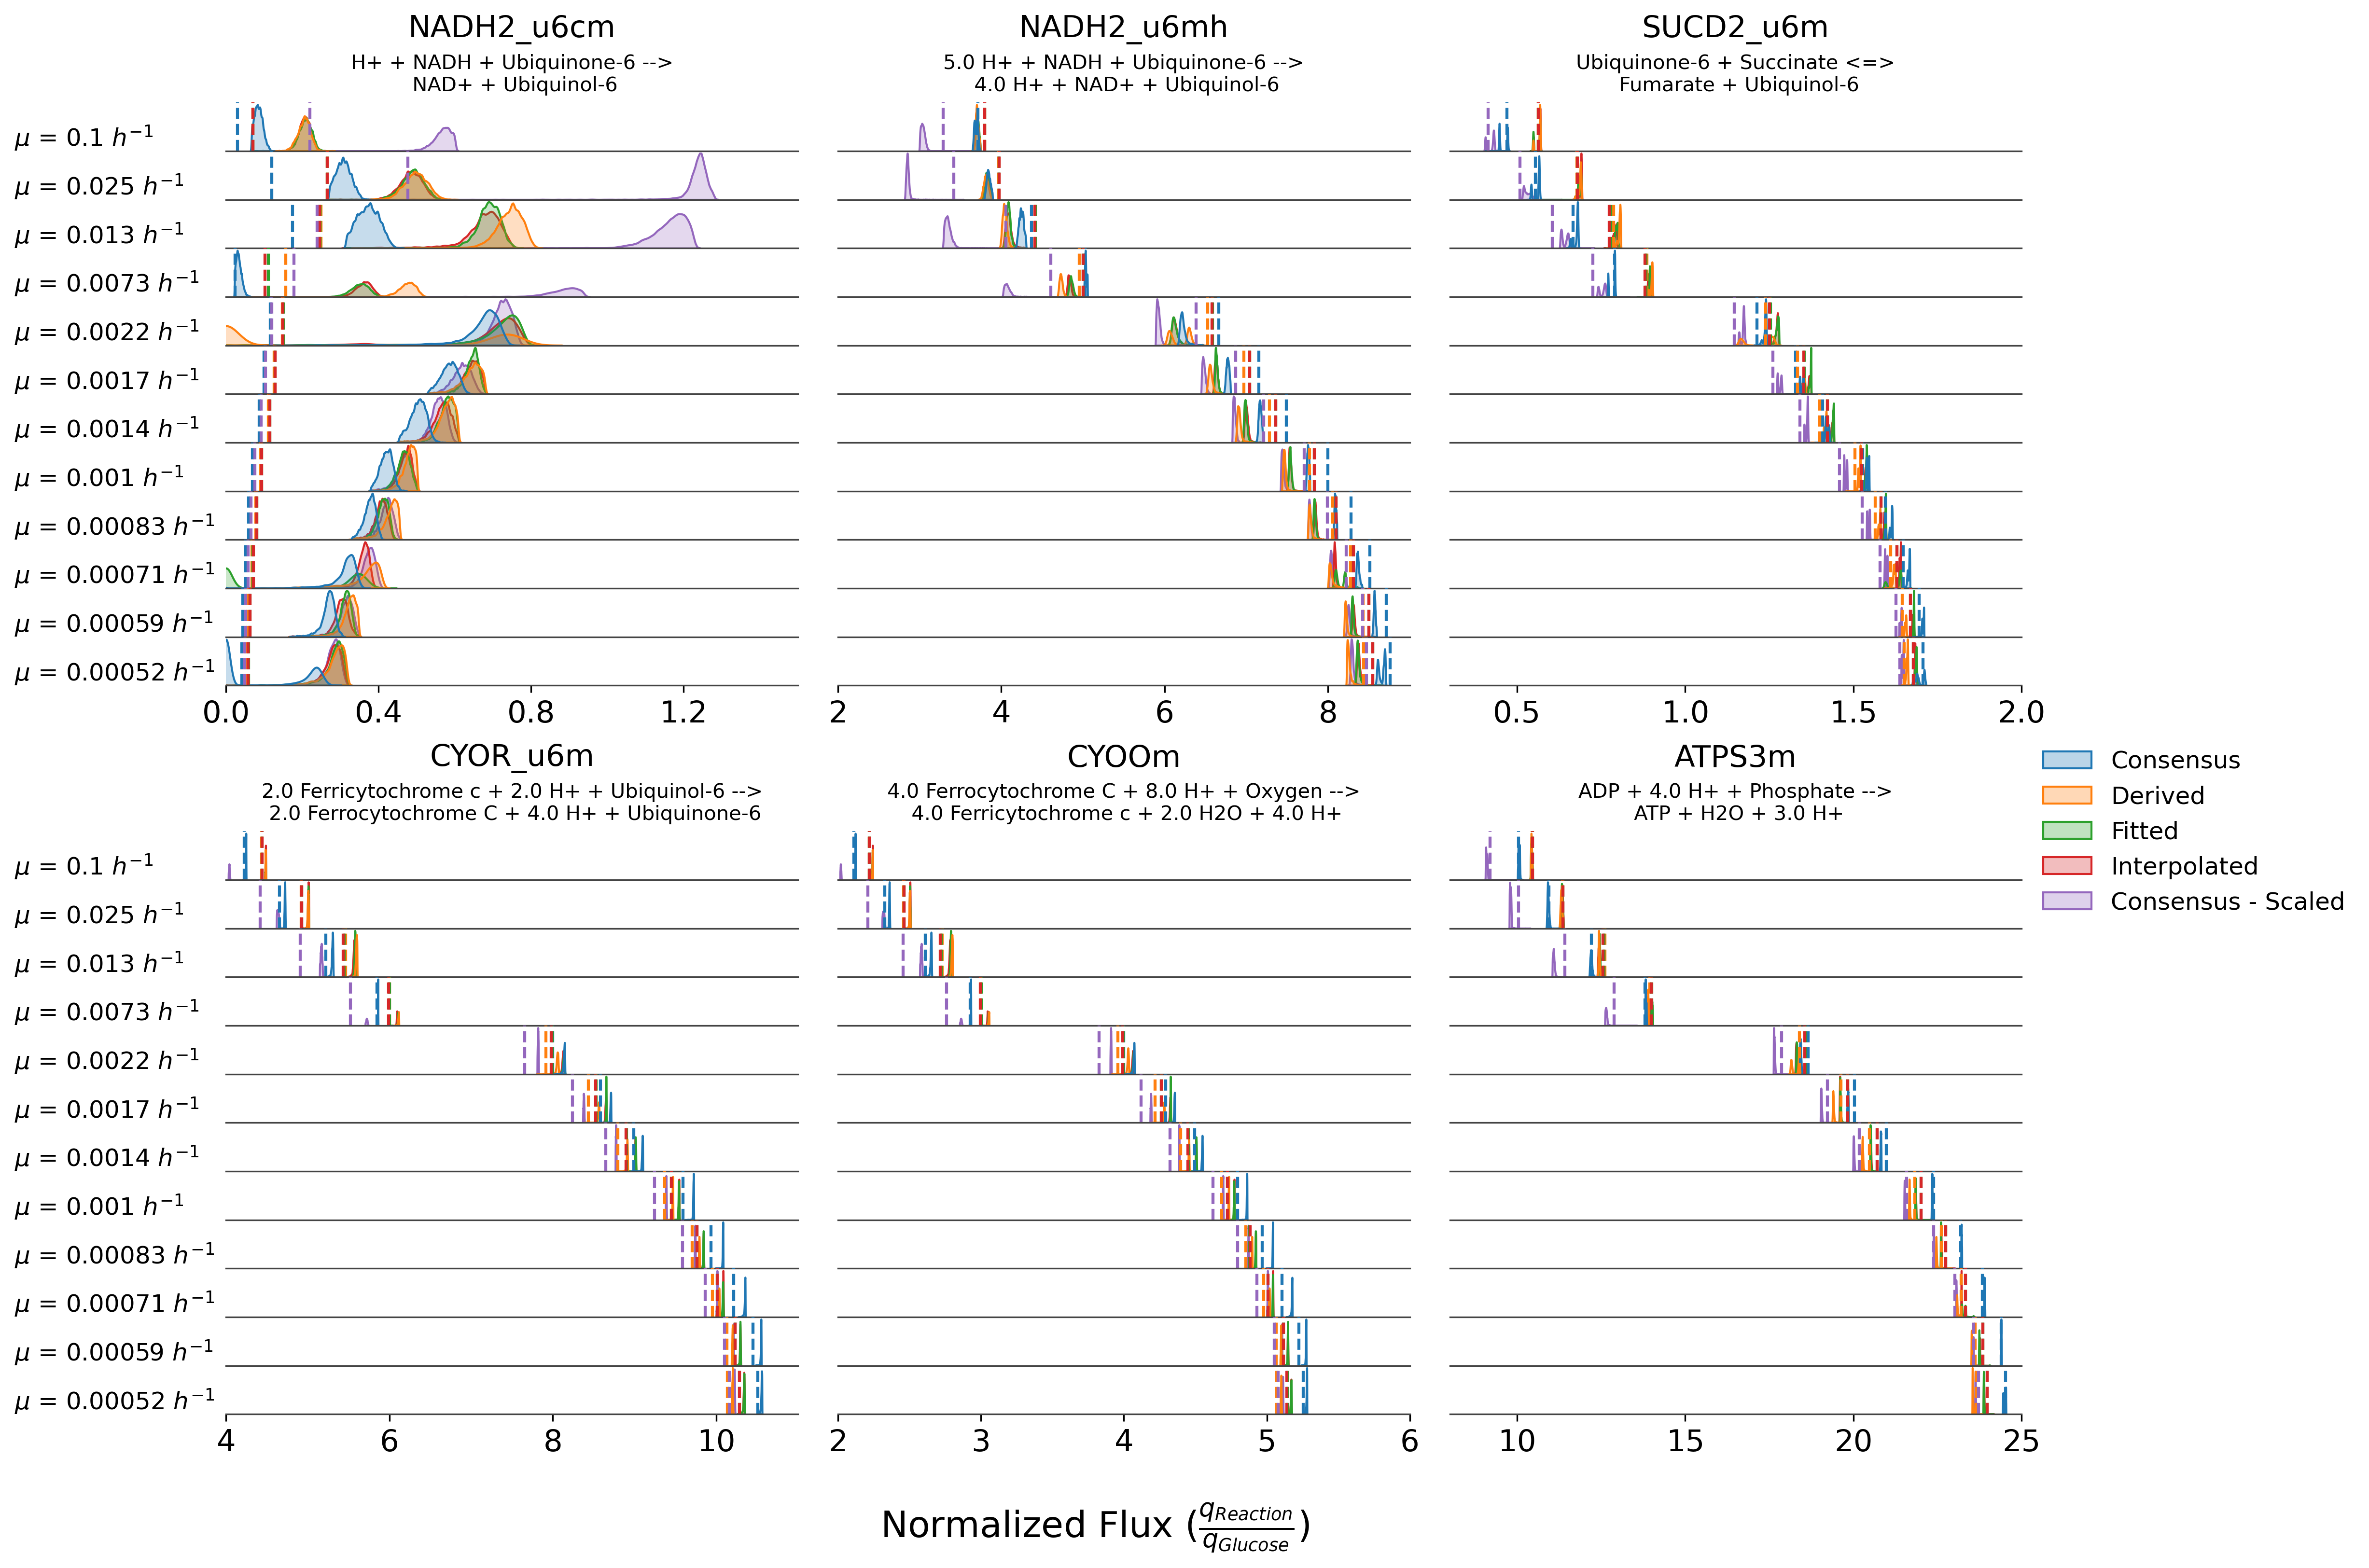 NADH2_u6cm
H+ + NADH + Ubiquinone-6 -->
NAD+ + Ubiquinol-6
NADH2_u6mh
5.0 H+ + NADH + Ubiquinone-6 -->
4.0 H+ + NAD+ + Ubiquinol-6
SUCD2_u6m
Ubiquinone-6 + Succinate <=>
Fumarate + Ubiquinol-6
μ = 0.1 h⁻¹
μ = 0.025 h⁻¹
μ = 0.013 h⁻¹
μ = 0.0073 h⁻¹
μ = 0.0022 h⁻¹
μ = 0.0017 h⁻¹
μ = 0.0014 h⁻¹
μ = 0.001 h⁻¹
μ = 0.00083 h⁻¹
μ = 0.00071 h⁻¹
μ = 0.00059 h⁻¹
μ = 0.00052 h⁻¹
0.0 0.4 0.8 1.2
2 4 6 8
0.5 1.0 1.5 2.0
CYOR_u6m
2.0 Ferricytochrome c + 2.0 H+ + Ubiquinol-6 -->
2.0 Ferrocytochrome C + 4.0 H+ + Ubiquinone-6
CYOOm
4.0 Ferrocytochrome C + 8.0 H+ + Oxygen -->
4.0 Ferricytochrome c + 2.0 H2O + 4.0 H+
ATPS3m
ADP + 4.0 H+ + Phosphate -->
ATP + H2O + 3.0 H+
Consensus
Derived
Fitted
Interpolated
Consensus - Scaled
μ = 0.1 h⁻¹
μ = 0.025 h⁻¹
μ = 0.013 h⁻¹
μ = 0.0073 h⁻¹
μ = 0.0022 h⁻¹
μ = 0.0017 h⁻¹
μ = 0.0014 h⁻¹
μ = 0.001 h⁻¹
μ = 0.00083 h⁻¹
μ = 0.00071 h⁻¹
μ = 0.00059 h⁻¹
μ = 0.00052 h⁻¹
4 6 8 10
2 3 4 5 6
10 15 20 25
Normalized Flux (q_Reaction / q_Glucose)